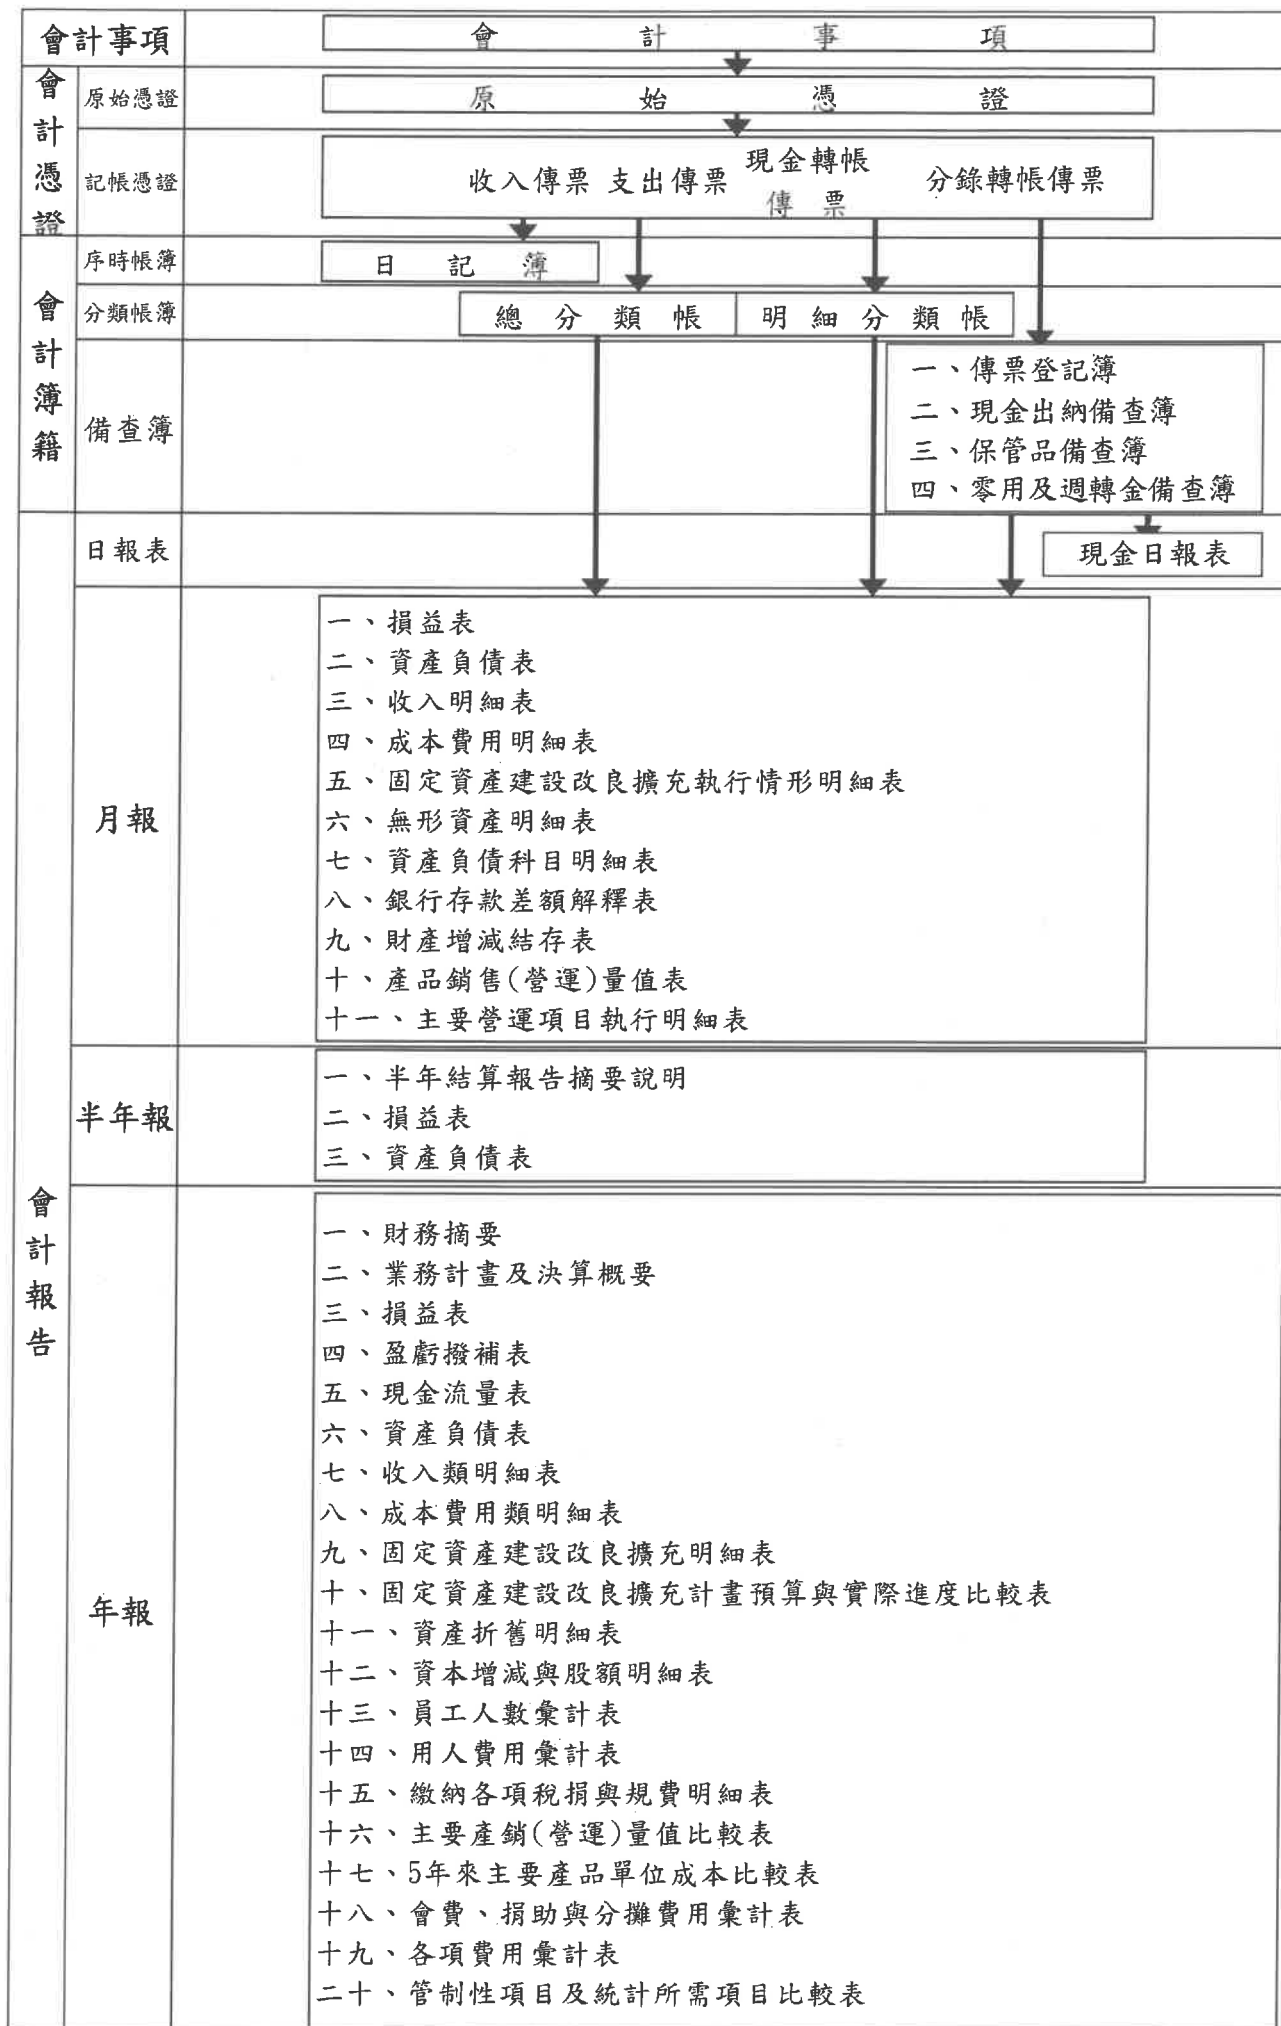 會計事項
會計事項
會計憑證
原始憑證
原始憑證
記帳憑證
收入傳票 支出傳票 現金轉帳傳票 分錄轉帳傳票
會計簿籍
序時帳簿
日記簿
分類帳簿
總分類帳 明細分類帳
備查簿
一、傳票登記簿
二、現金出納備查簿
三、保管品備查簿
四、零用及週轉金備查簿
會計報告
日報表
現金日報表
月報
一、損益表
二、資產負債表
三、收入明細表
四、成本費用明細表
五、固定資產建設改良擴充執行情形明細表
六、無形資產明細表
七、資產負債科目明細表
八、銀行存款差額解釋表
九、財產增減結存表
十、產品銷售(營運)量值表
十一、主要營運項目執行明細表
半年報
一、半年結算報告摘要說明
二、損益表
三、資產負債表
年報
一、財務摘要
二、業務計畫及決算概要
三、損益表
四、盈虧撥補表
五、現金流量表
六、資產負債表
七、收入類明細表
八、成本費用類明細表
九、固定資產建設改良擴充明細表
十、固定資產建設改良擴充計畫預算與實際進度比較表
十一、資產折舊明細表
十二、資本增減與股額明細表
十三、員工人數彙計表
十四、用人費用彙計表
十五、繳納各項稅捐與規費明細表
十六、主要產銷(營運)量值比較表
十七、5年來主要產品單位成本比較表
十八、會費、捐助與分攤費用彙計表
十九、各項費用彙計表
二十、管制性項目及統計所需項目比較表